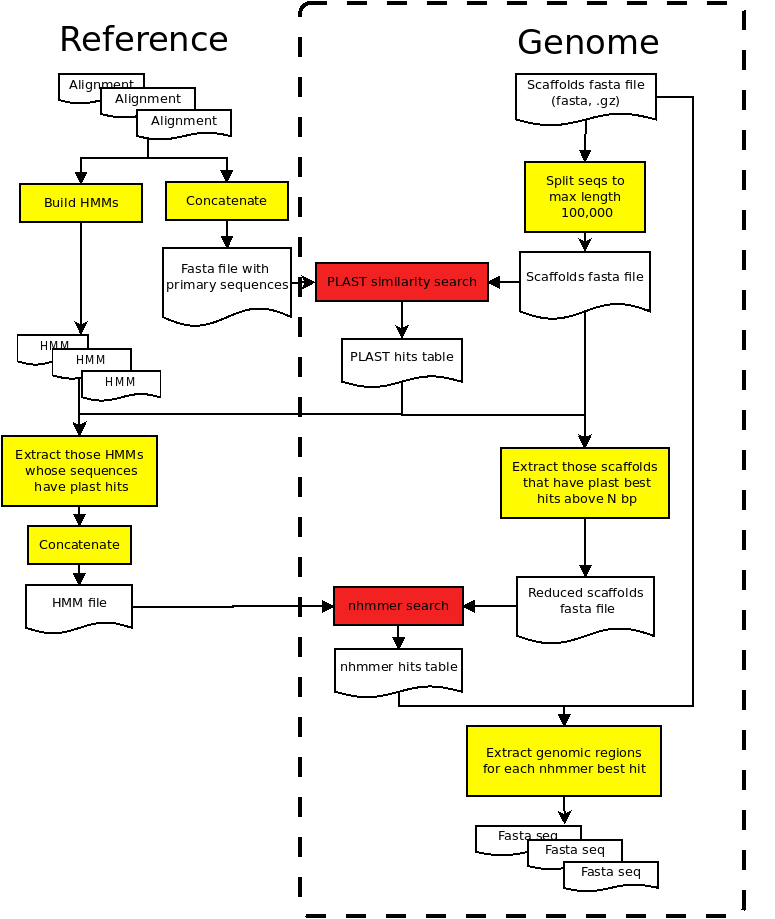 Reference
Genome
Alignment
Alignment
Alignment
Scaffolds fasta file
(fasta, .gz)
Build HMMs
Concatenate
Split seqs to
max length
100,000
Fasta file with
primary sequences
PLAST similarity search
Scaffolds fasta file
HMM
HMM
HMM
PLAST hits table
Extract those HMMs
whose sequences
have plast hits
Extract those scaffolds
that have plast best
hits above N bp
Concatenate
HMM file
nhmmer search
Reduced scaffolds
fasta file
nhmmer hits table
Extract genomic regions
for each nhmmer best hit
Fasta seq
Fasta seq
Fasta seq